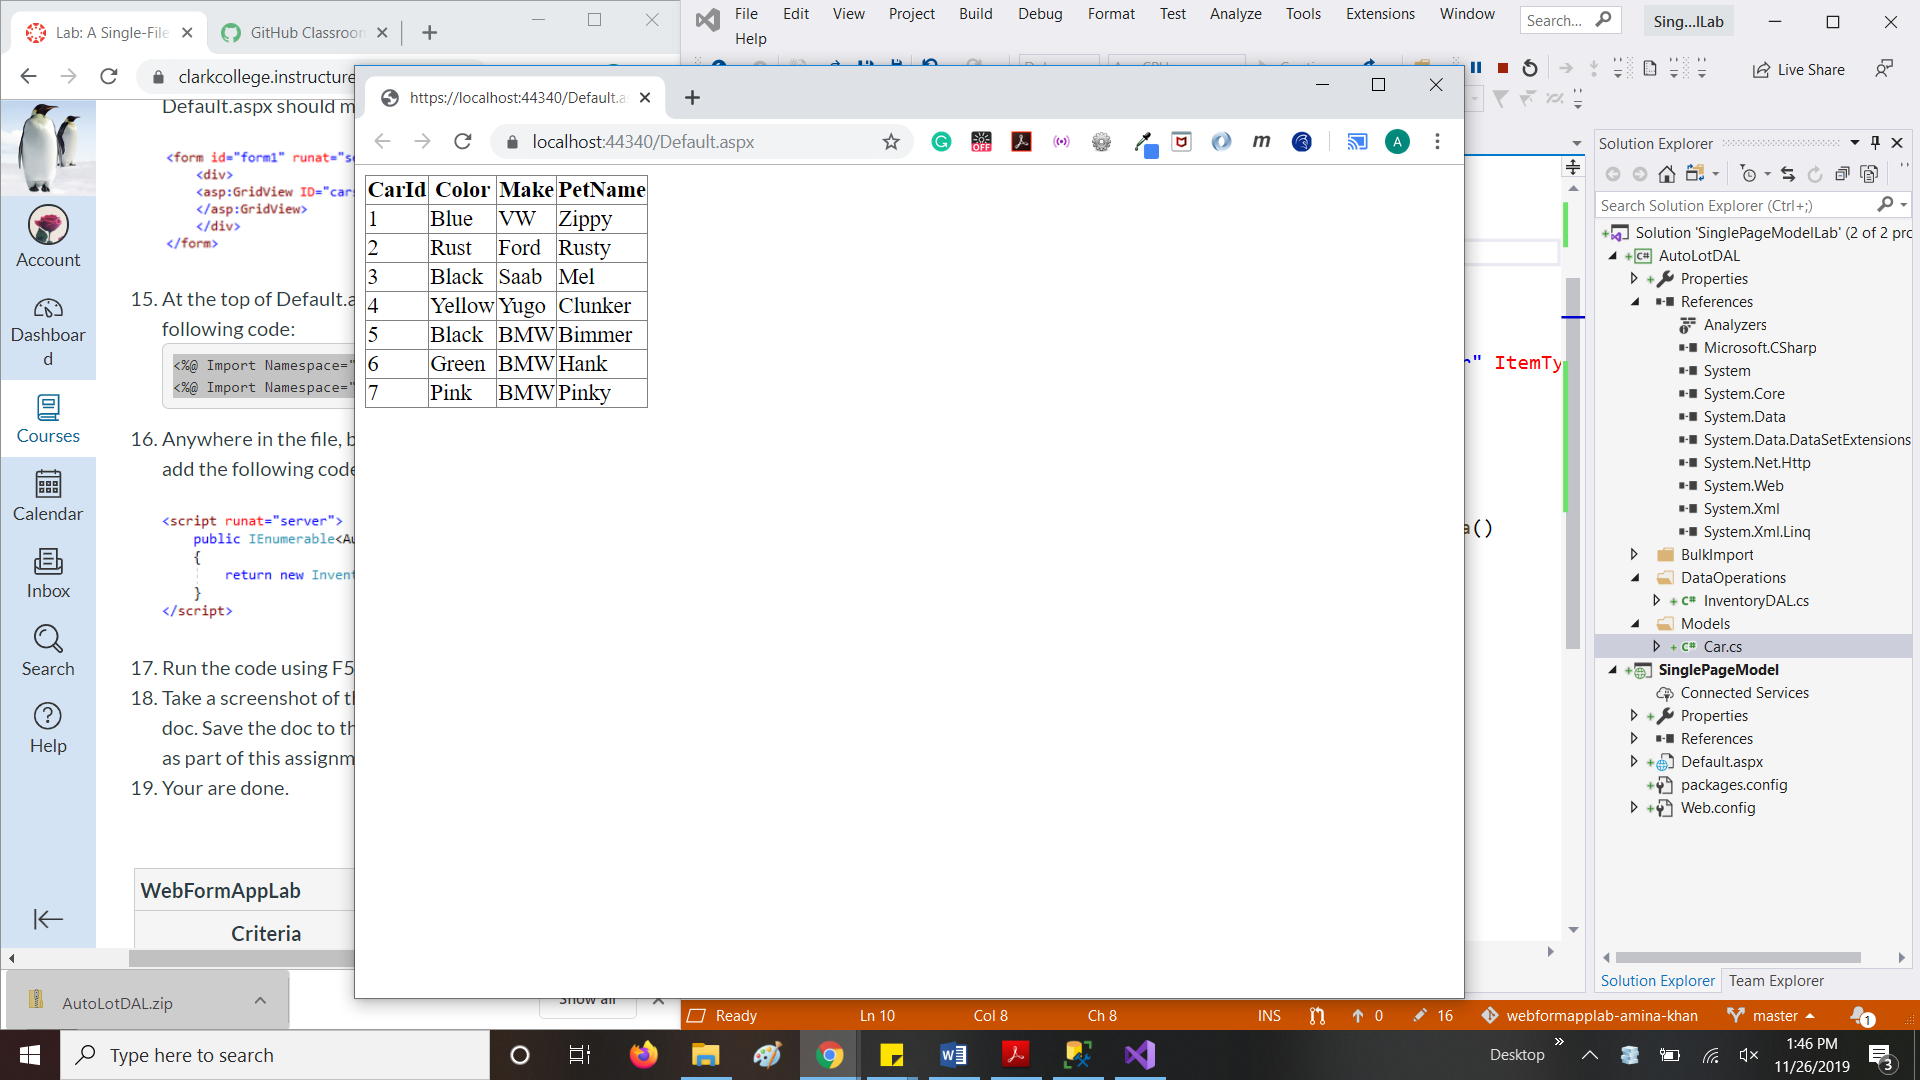 Lab: A Single-File
GitHub Classroom
clarkcollege.instructure
Default.aspx should m
<form id="form1" runat="se
<div>
<asp:GridView ID="cars
</asp:GridView>
</div>
</form>
15. At the top of Default.a
following code:
<%@ Import Namespace="
<%@ Import Namespace="
16. Anywhere in the file, b
add the following code
<script runat="server">
public IEnumerable<Au
{
return new Invent
}
</script>
17. Run the code using F5
18. Take a screenshot of th
doc. Save the doc to th
as part of this assignm
19. Your are done.
WebFormAppLab
Criteria
Account
Dashboar
d
Courses
Calendar
Inbox
Search
Help
AutoLotDAL.zip
Show all
https://localhost:44340/Default.a
localhost:44340/Default.aspx
OFF
m
A
CarId Color Make PetName
1 Blue VW Zippy
2 Rust Ford Rusty
3 Black Saab Mel
4 Yellow Yugo Clunker
5 Black BMW Bimmer
6 Green BMW Hank
7 Pink BMW Pinky
File Edit View Project Build Debug Format Test Analyze Tools Extensions Window
Help
Search...
Sing...lLab
Live Share
r" ItemTy
a()
Solution Explorer
Search Solution Explorer (Ctrl+;)
Solution 'SinglePageModelLab' (2 of 2 pro
AutoLotDAL
Properties
References
Analyzers
Microsoft.CSharp
System
System.Core
System.Data
System.Data.DataSetExtensions
System.Net.Http
System.Web
System.Xml
System.Xml.Linq
BulkImport
DataOperations
C# InventoryDAL.cs
Models
C# Car.cs
SinglePageModel
Connected Services
Properties
References
Default.aspx
packages.config
Web.config
Solution Explorer Team Explorer
Ready Ln 10 Col 8 Ch 8 INS 0 16 webformapplab-amina-khan master 1
Type here to search
Desktop
1:46 PM
11/26/2019
3